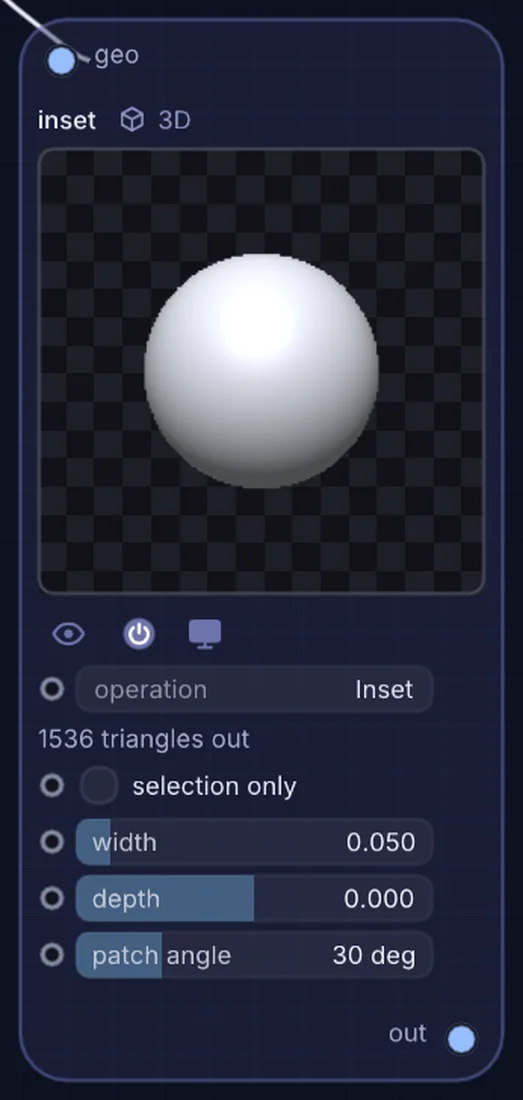 geo
inset 3D
operation Inset
1536 triangles out
selection only
width 0.050
depth 0.000
patch angle 30 deg
out